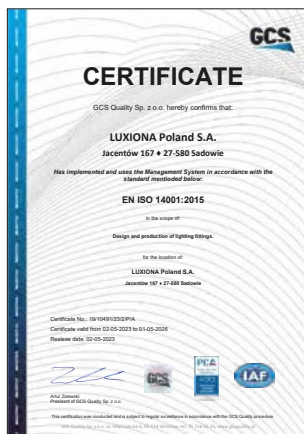 GCS
CERTIFICATE
GCS Quality Sp. z o.o. hereby confirms that:
LUXIONA Poland S.A.
Jacentów 167 ♦ 27-580 Sadowie
Has implemented and uses the Management System in accordance with the
standard mentioded below:
EN ISO 14001:2015
in the scope of:
Design and production of lighting fittings.
for the location of:
LUXIONA Poland S.A.
Jacentów 167 ♦ 27-580 Sadowie
Certificate No.: 19/10491/23/2/P/A
Certificate valid from 02-05-2023 to 01-05-2026
Realese date: 02-05-2023
GCS
PCA
IAF
Artur Zalewski
President of GCS Quality Sp. z o.o.
This certification was conducted and is subject to regular surveillance in accordance with the GCS Quality procedure